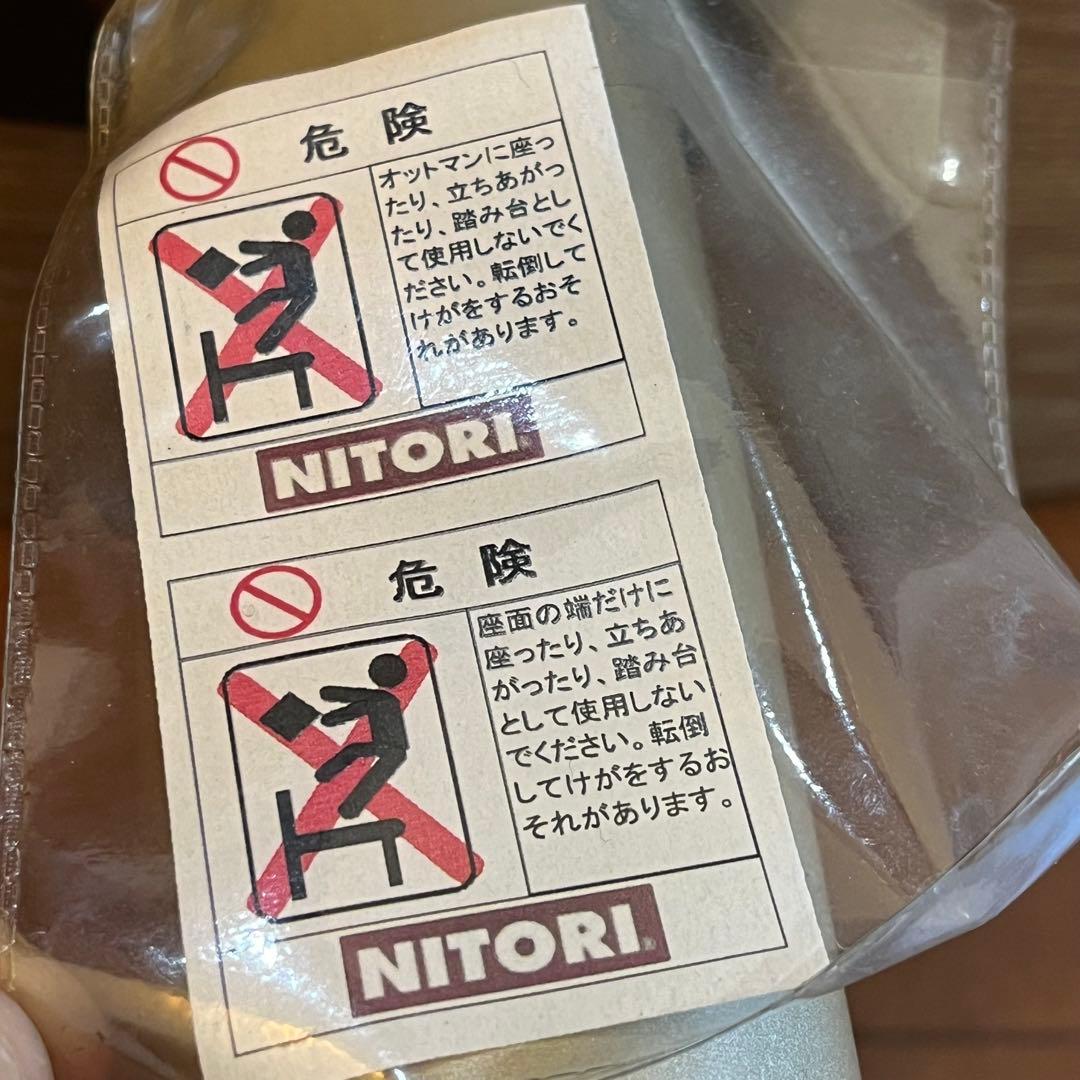 危険
オットマンに座っ
たり、立ちあがっ
たり、踏み台とし
て使用しないでく
ださい。転倒して
けがをするおそ
れがあります。
NITORI
危険
座面の端だけに
座ったり、立ちあ
がったり、踏み台
として使用しない
でください。転倒
してけがをするお
それがあります。
NITORI